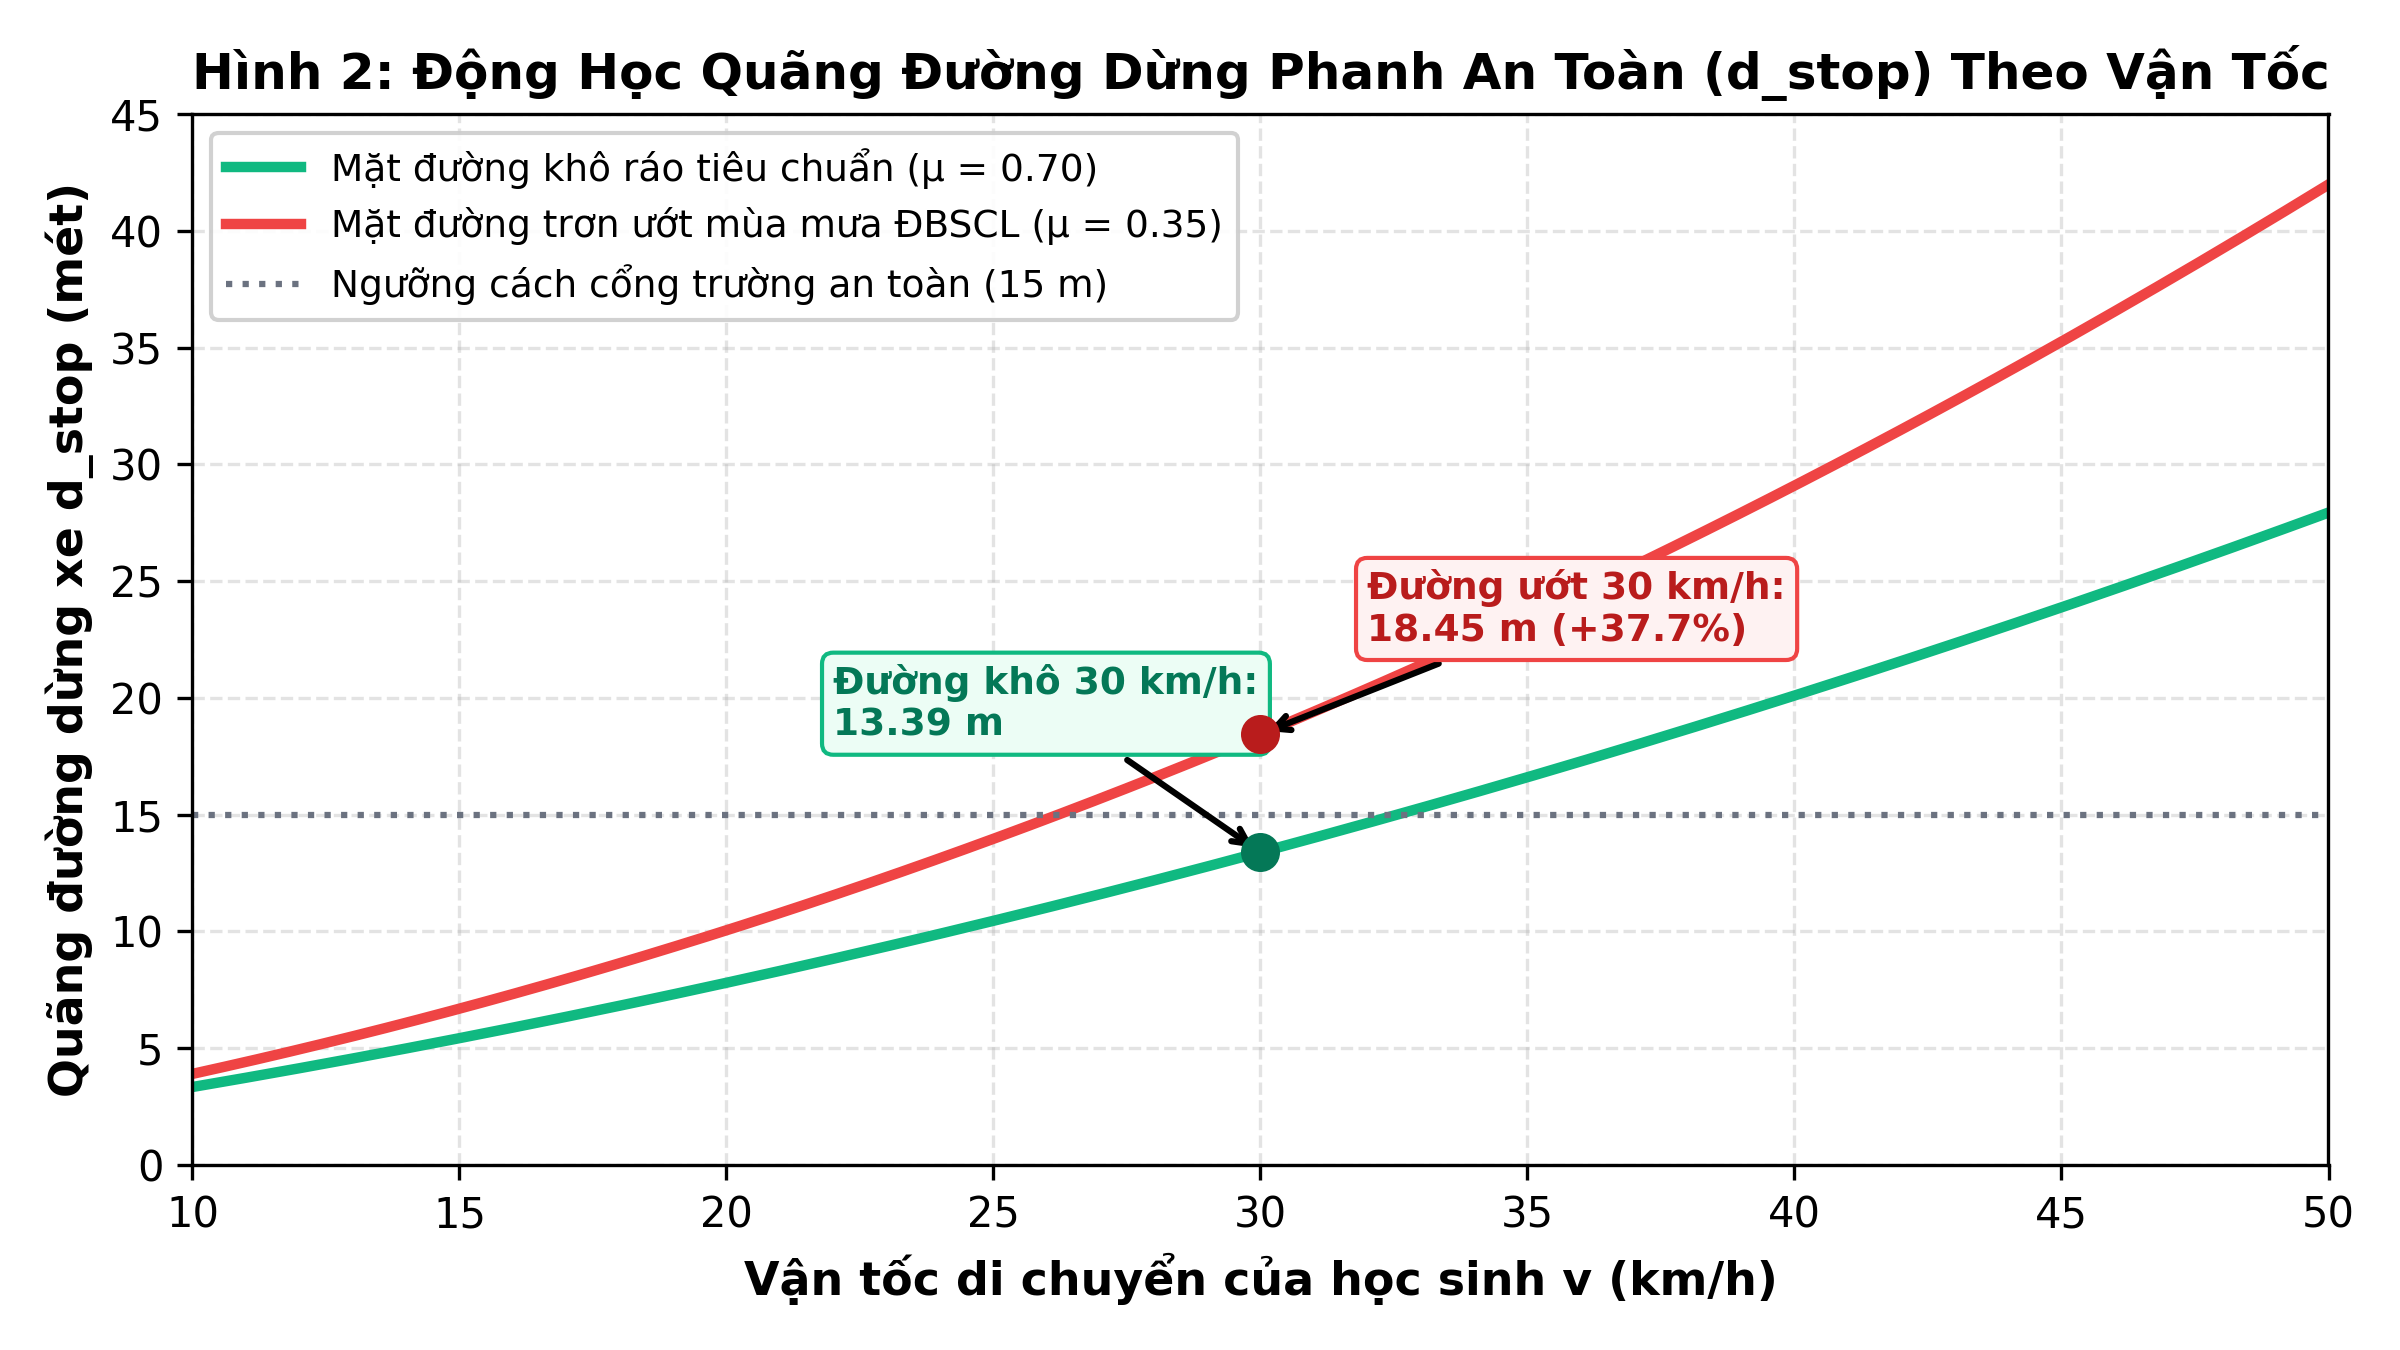 Hình 2: Động Học Quãng Đường Dừng Phanh An Toàn (d_stop) Theo Vận Tốc
Quãng đường dừng xe d_stop (mét)
45
40
35
30
25
20
15
10
5
0
Mặt đường khô ráo tiêu chuẩn (μ = 0.70)
Mặt đường trơn ướt mùa mưa ĐBSCL (μ = 0.35)
Ngưỡng cách cổng trường an toàn (15 m)
Đường ướt 30 km/h:
18.45 m (+37.7%)
Đường khô 30 km/h:
13.39 m
10 15 20 25 30 35 40 45 50
Vận tốc di chuyển của học sinh v (km/h)